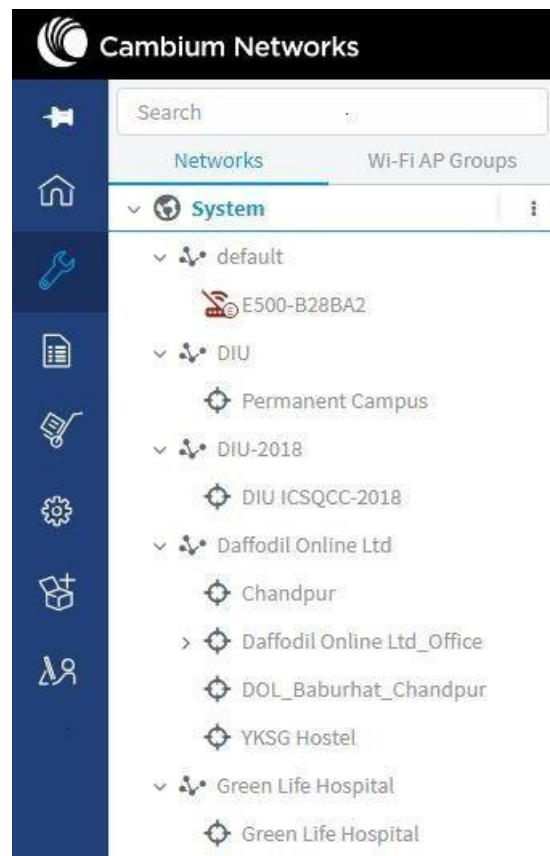 Cambium Networks
Search
Networks Wi-Fi AP Groups
System
default
E500-B28BA2
DIU
Permanent Campus
DIU-2018
DIU ICSQCC-2018
Daffodil Online Ltd
Chandpur
Daffodil Online Ltd_Office
DOL_Baburhat_Chandpur
YKSG Hostel
Green Life Hospital
Green Life Hospital